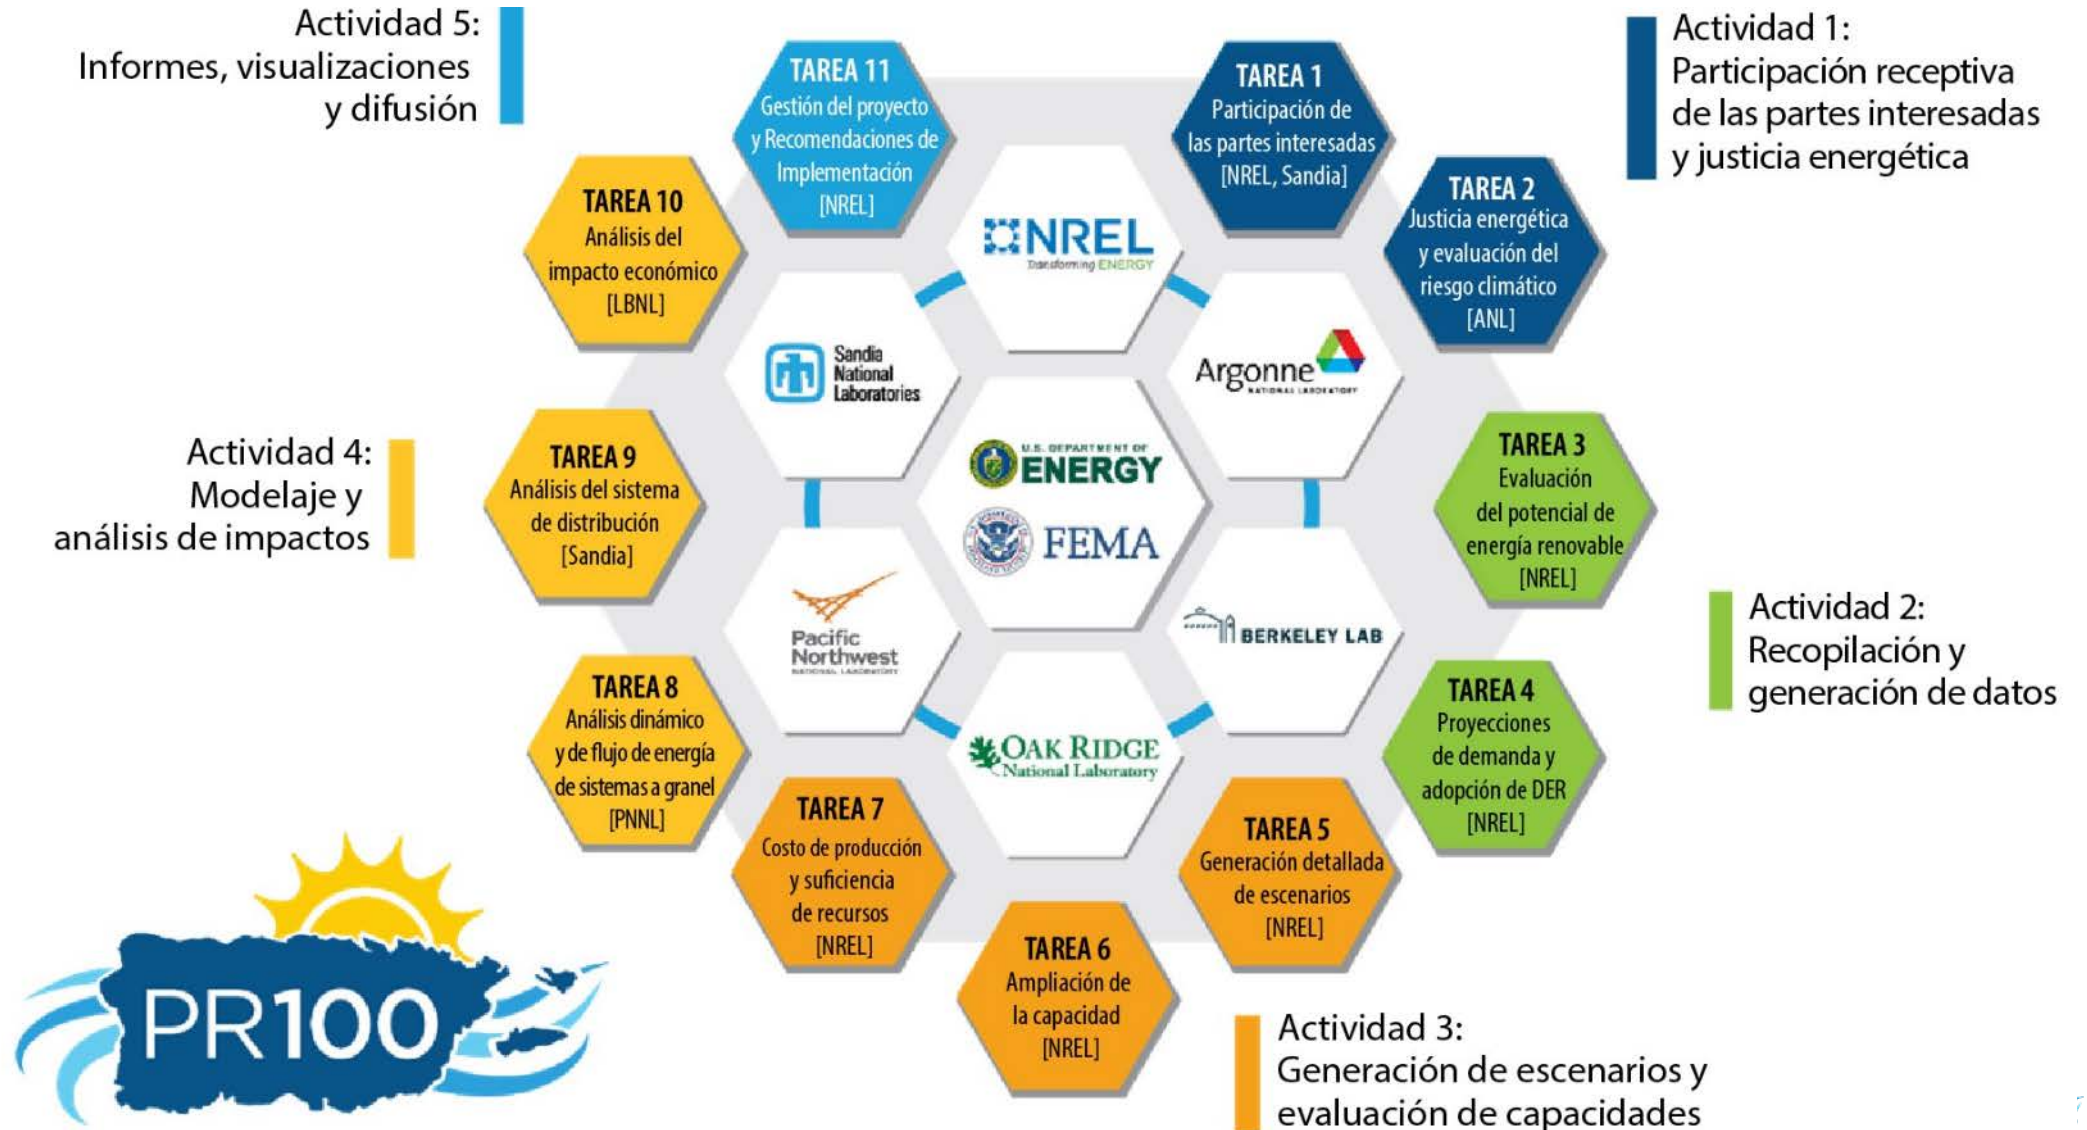 Actividad 5:
Informes, visualizaciones
y difusión
Actividad 1:
Participación receptiva
de las partes interesadas
y justicia energética
TAREA 11
Gestión del proyecto
y Recomendaciones de
Implementación
[NREL]
TAREA 1
Participación de
las partes interesadas
[NREL, Sandia]
TAREA 10
Análisis del
impacto económico
[LBNL]
TAREA 2
Justicia energética
y evaluación del
riesgo climático
[ANL]
NREL
Transforming ENERGY
Sandia
National
Laboratories
Argonne
NATIONAL LABORATORY
U.S. DEPARTMENT OF
ENERGY
FEMA
Actividad 4:
Modelaje y
análisis de impactos
TAREA 9
Análisis del sistema
de distribución
[Sandia]
TAREA 3
Evaluación
del potencial de
energía renovable
[NREL]
Pacific
Northwest
NATIONAL LABORATORY
BERKELEY LAB
Actividad 2:
Recopilación y
generación de datos
TAREA 8
Análisis dinámico
y de flujo de energía
de sistemas a granel
[PNNL]
OAK RIDGE
National Laboratory
TAREA 4
Proyecciones
de demanda y
adopción de DER
[NREL]
TAREA 7
Costo de producción
y suficiencia
de recursos
[NREL]
TAREA 5
Generación detallada
de escenarios
[NREL]
TAREA 6
Ampliación de
la capacidad
[NREL]
PR100
Actividad 3:
Generación de escenarios y
evaluación de capacidades